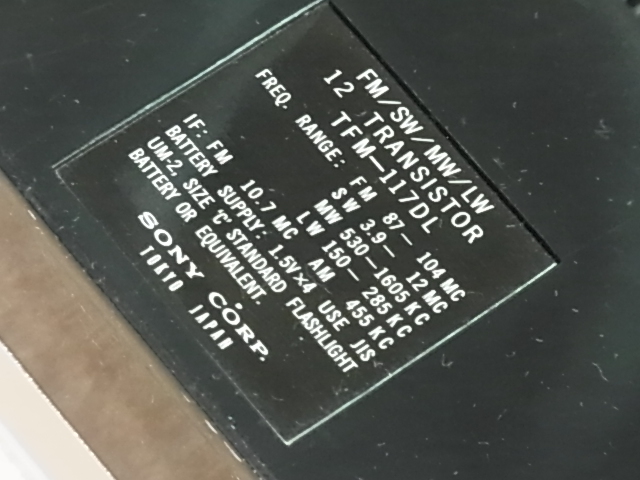 FM/SW/MW/LW
12 TRANSISTOR
TFM-117DL
FREQ. RANGE: FM 87- 104 MC
SW 3.9- 12 MC
MW 530-1605 KC
LW 150- 285 KC
IF: FM 10.7 MC AM 455 KC
BATTERY SUPPLY: 1.5V×4 USE JIS
UM-2, SIZE 'C' STANDARD FLASHLIGHT
BATTERY OR EQUIVALENT.
SONY CORP.
TOKYO JAPAN